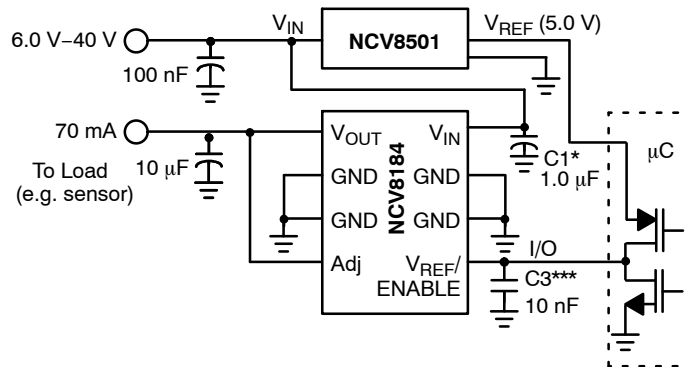 6.0 V–40 V
V_IN
NCV8501
V_REF (5.0 V)
100 nF
70 mA
To Load
(e.g. sensor)
10 μF
V_OUT
V_IN
GND
GND
GND
GND
Adj
V_REF/
ENABLE
NCV8184
C1*
1.0 μF
μC
I/O
C3***
10 nF